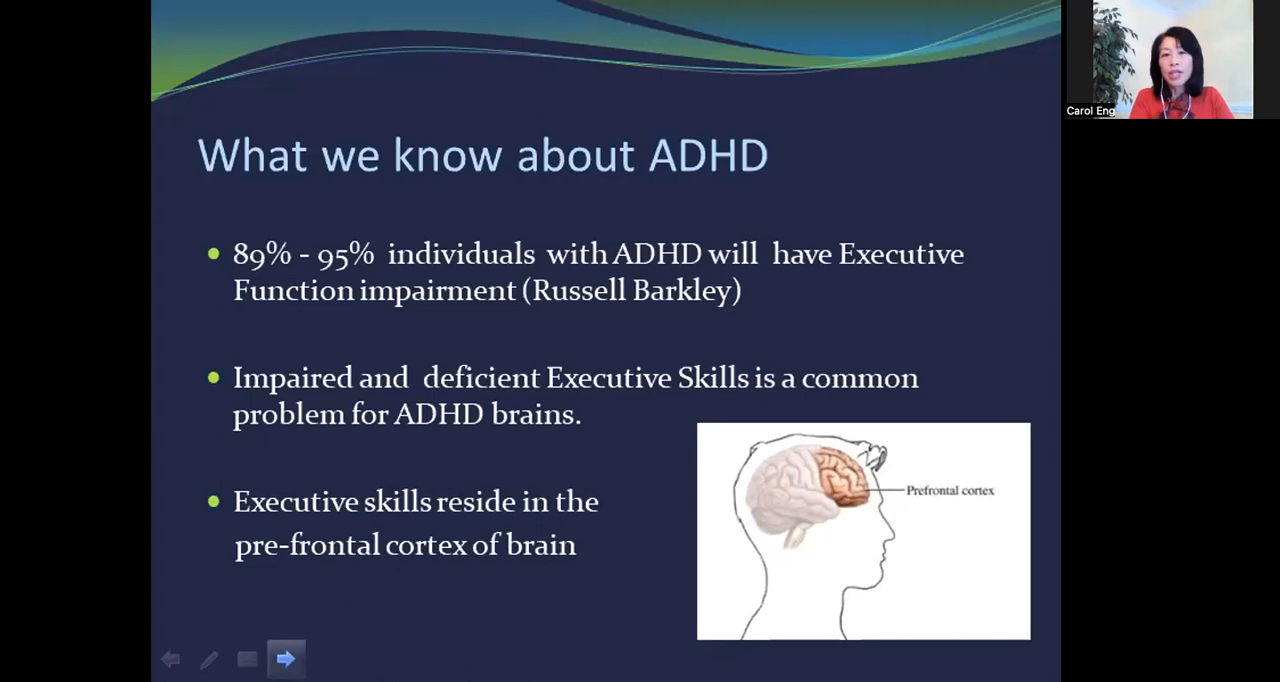 Carol Eng
What we know about ADHD
89% - 95% individuals with ADHD will have Executive
Function impairment (Russell Barkley)
Impaired and deficient Executive Skills is a common
problem for ADHD brains.
Executive skills reside in the
pre-frontal cortex of brain
Prefrontal cortex